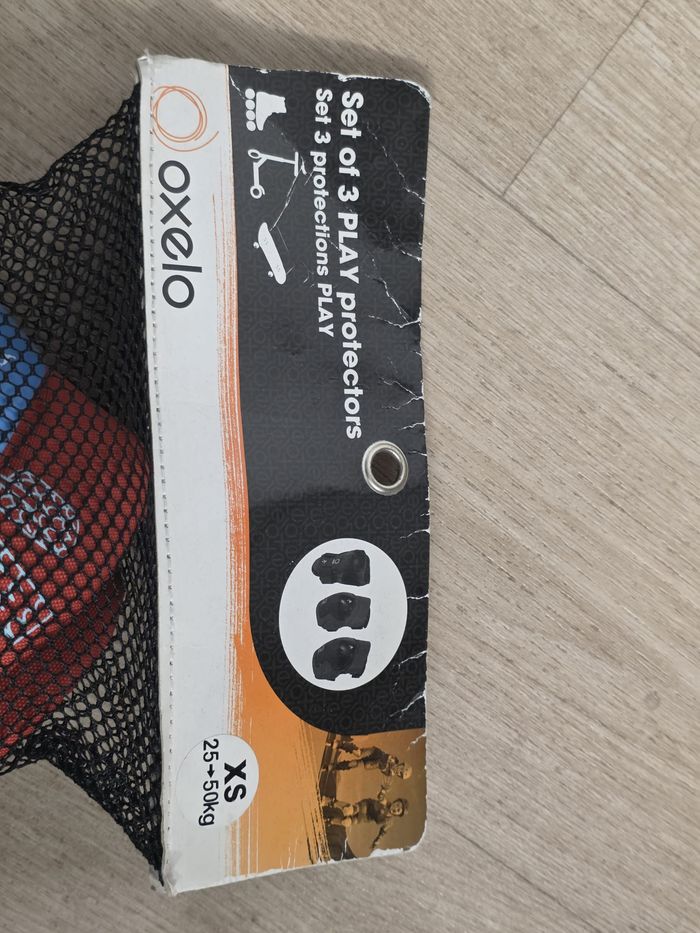 oxelo
Set of 3 PLAY protectors
Set 3 protections PLAY
XS
25→50kg